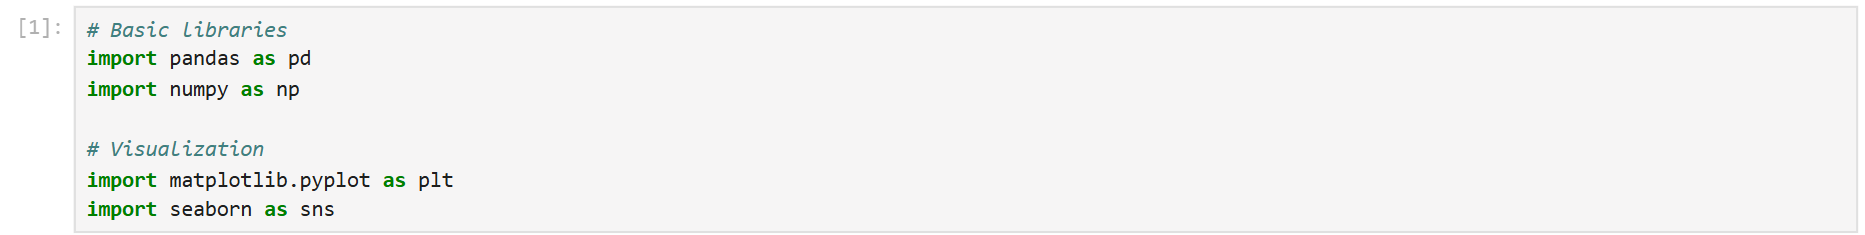 [1]:
# Basic libraries
import pandas as pd
import numpy as np
# Visualization
import matplotlib.pyplot as plt
import seaborn as sns